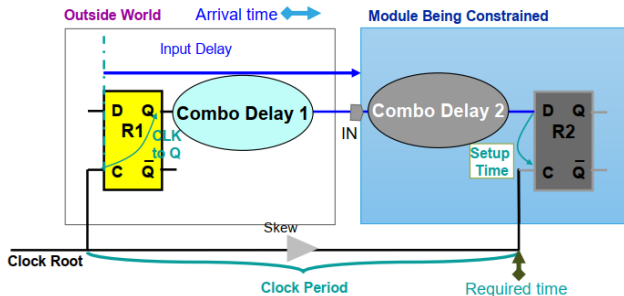 Outside World
Arrival time
Module Being Constrained
Input Delay
D Q
R1
C Q
CLK
to Q
Combo Delay 1
IN
Combo Delay 2
D Q
R2
C Q
Setup
Time
Skew
Clock Root
Clock Period
Required time